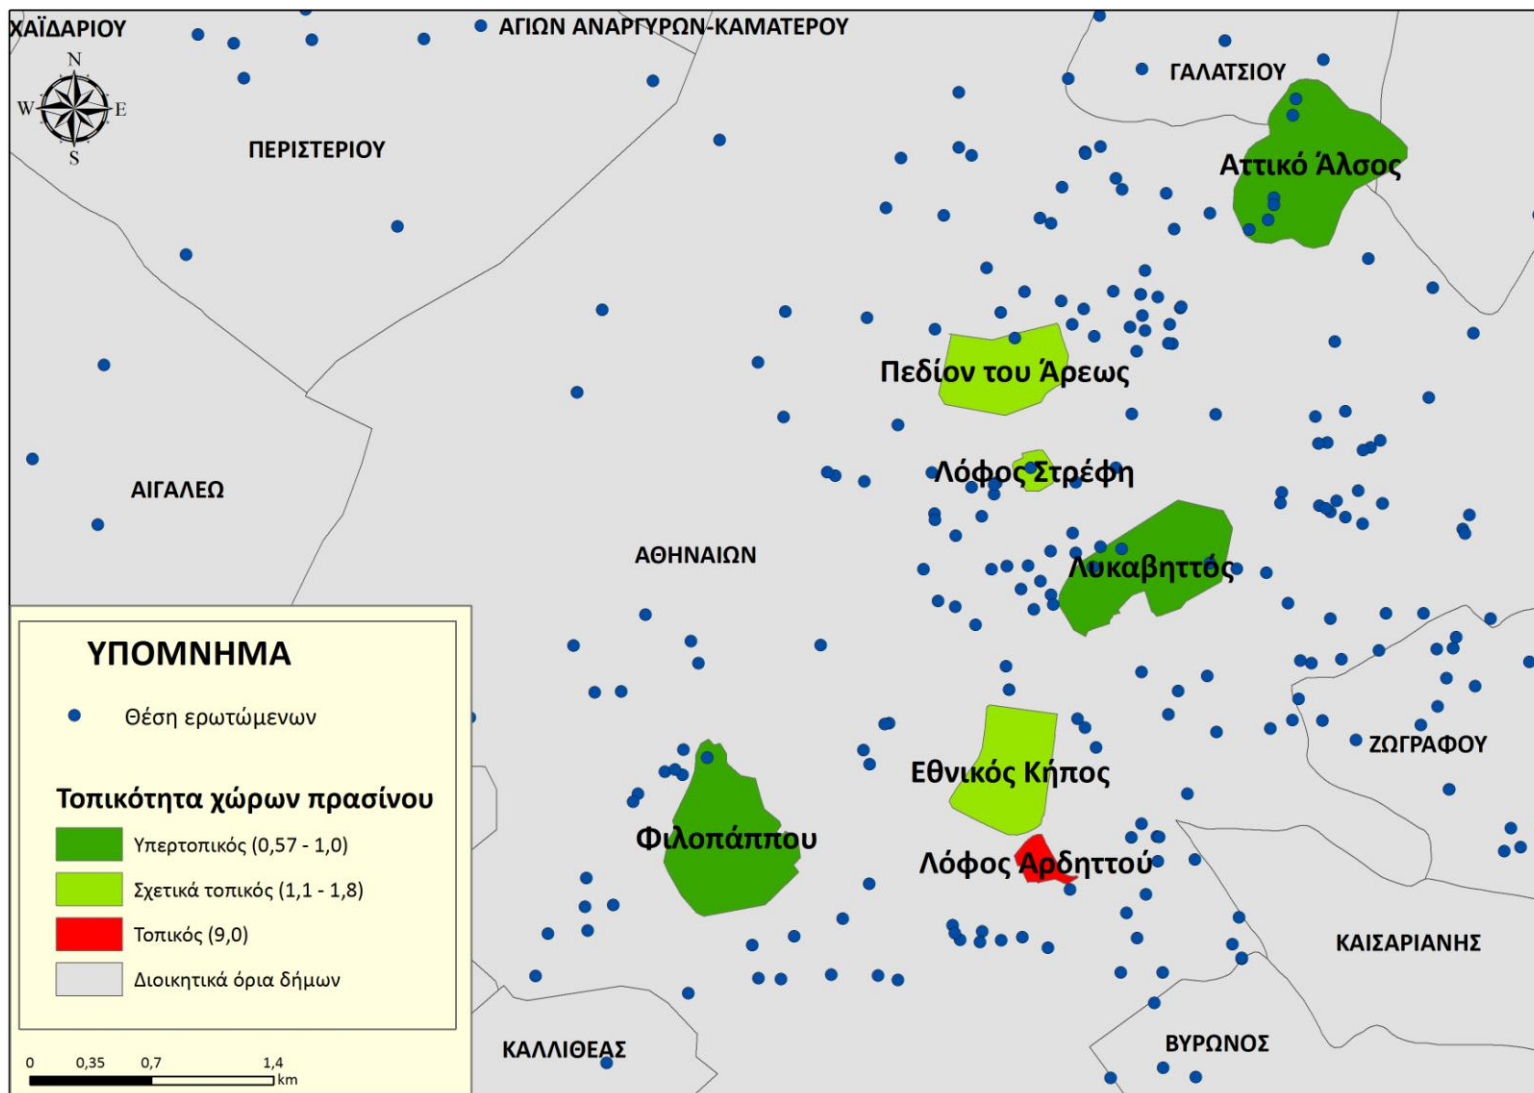 ΧΑΪΔΑΡΙΟΥ
ΑΓΙΩΝ ΑΝΑΡΓΥΡΩΝ-ΚΑΜΑΤΕΡΟΥ
ΓΑΛΑΤΣΙΟΥ
N
W E
S
ΠΕΡΙΣΤΕΡΙΟΥ
Αττικό Άλσος
Πεδίον του Άρεως
Λόφος Στρέφη
ΑΙΓΑΛΕΩ
ΑΘΗΝΑΙΩΝ
Λυκαβηττός
ΖΩΓΡΑΦΟΥ
Εθνικός Κήπος
Φιλοπάππου
Λόφος Αρδηττού
ΚΑΙΣΑΡΙΑΝΗΣ
ΚΑΛΛΙΘΕΑΣ
ΒΥΡΩΝΟΣ
ΥΠΟΜΝΗΜΑ
Θέση ερωτώμενων
Τοπικότητα χώρων πρασίνου
Υπερτοπικός (0,57 - 1,0)
Σχετικά τοπικός (1,1 - 1,8)
Τοπικός (9,0)
Διοικητικά όρια δήμων
0 0,35 0,7 1,4
km